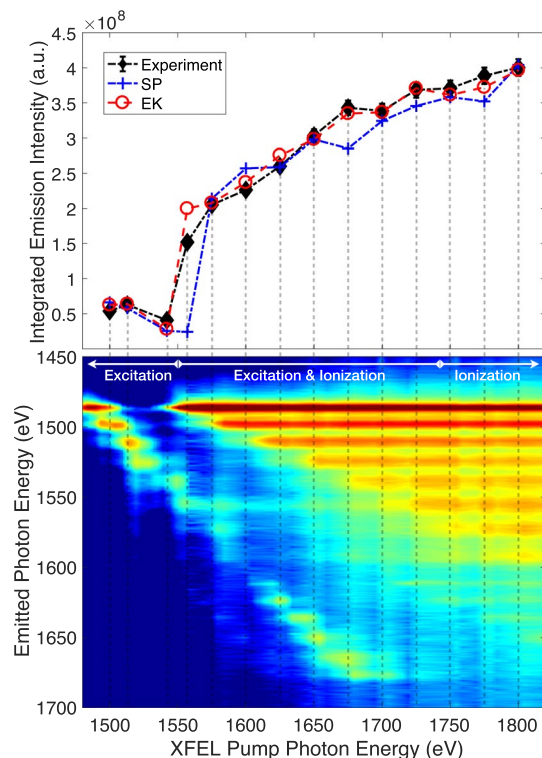 ×10⁸
4.5
4
3.5
3
2.5
2
1.5
1
0.5
Integrated Emission Intensity (a.u.)
Experiment
SP
EK
1450
1500
1550
1600
1650
1700
Emitted Photon Energy (eV)
Excitation Excitation & Ionization Ionization
1500 1550 1600 1650 1700 1750 1800
XFEL Pump Photon Energy (eV)